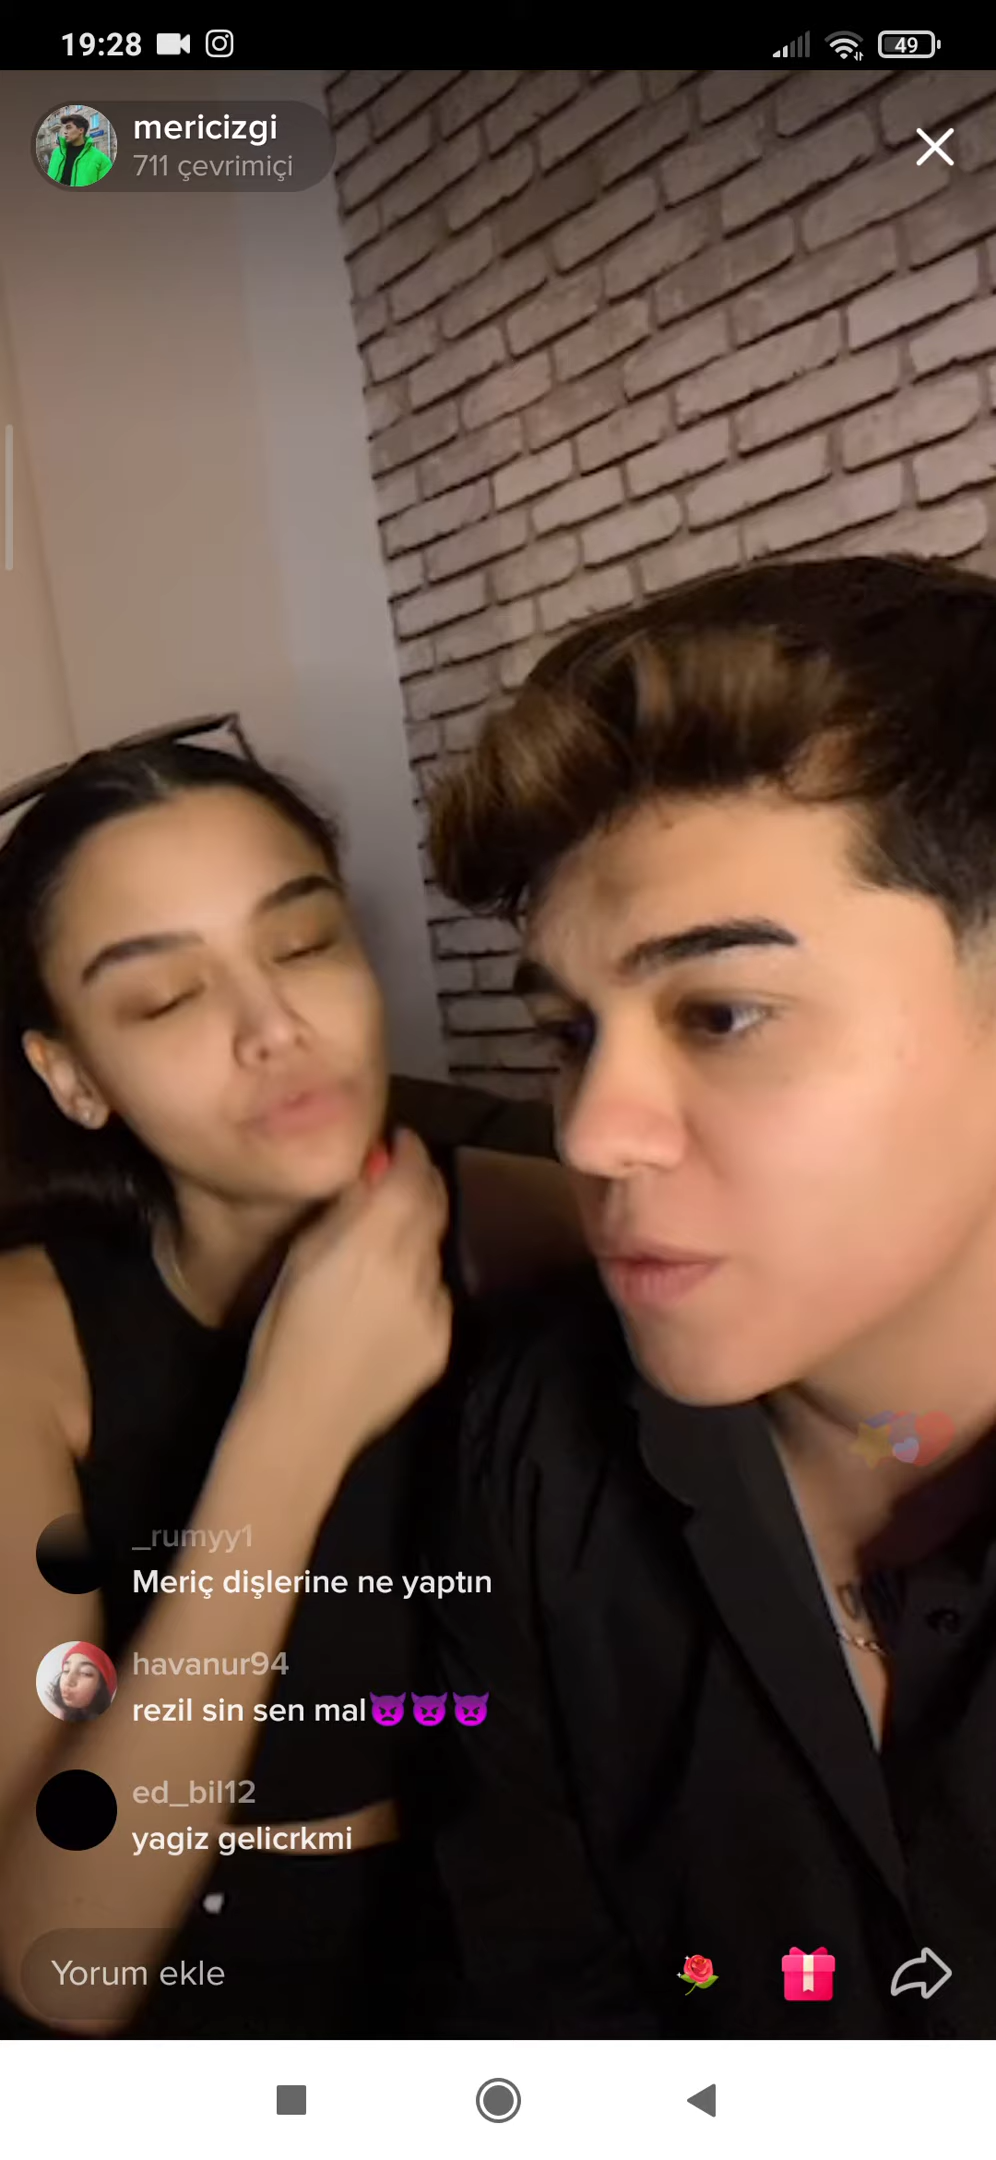 19:28
49
mericizgi
711 çevrimiçi
_rumyy1
Meriç dişlerine ne yaptın
havanur94
rezil sin sen mal👿👿👿
ed_bil12
yagiz gelicrkmi
Yorum ekle